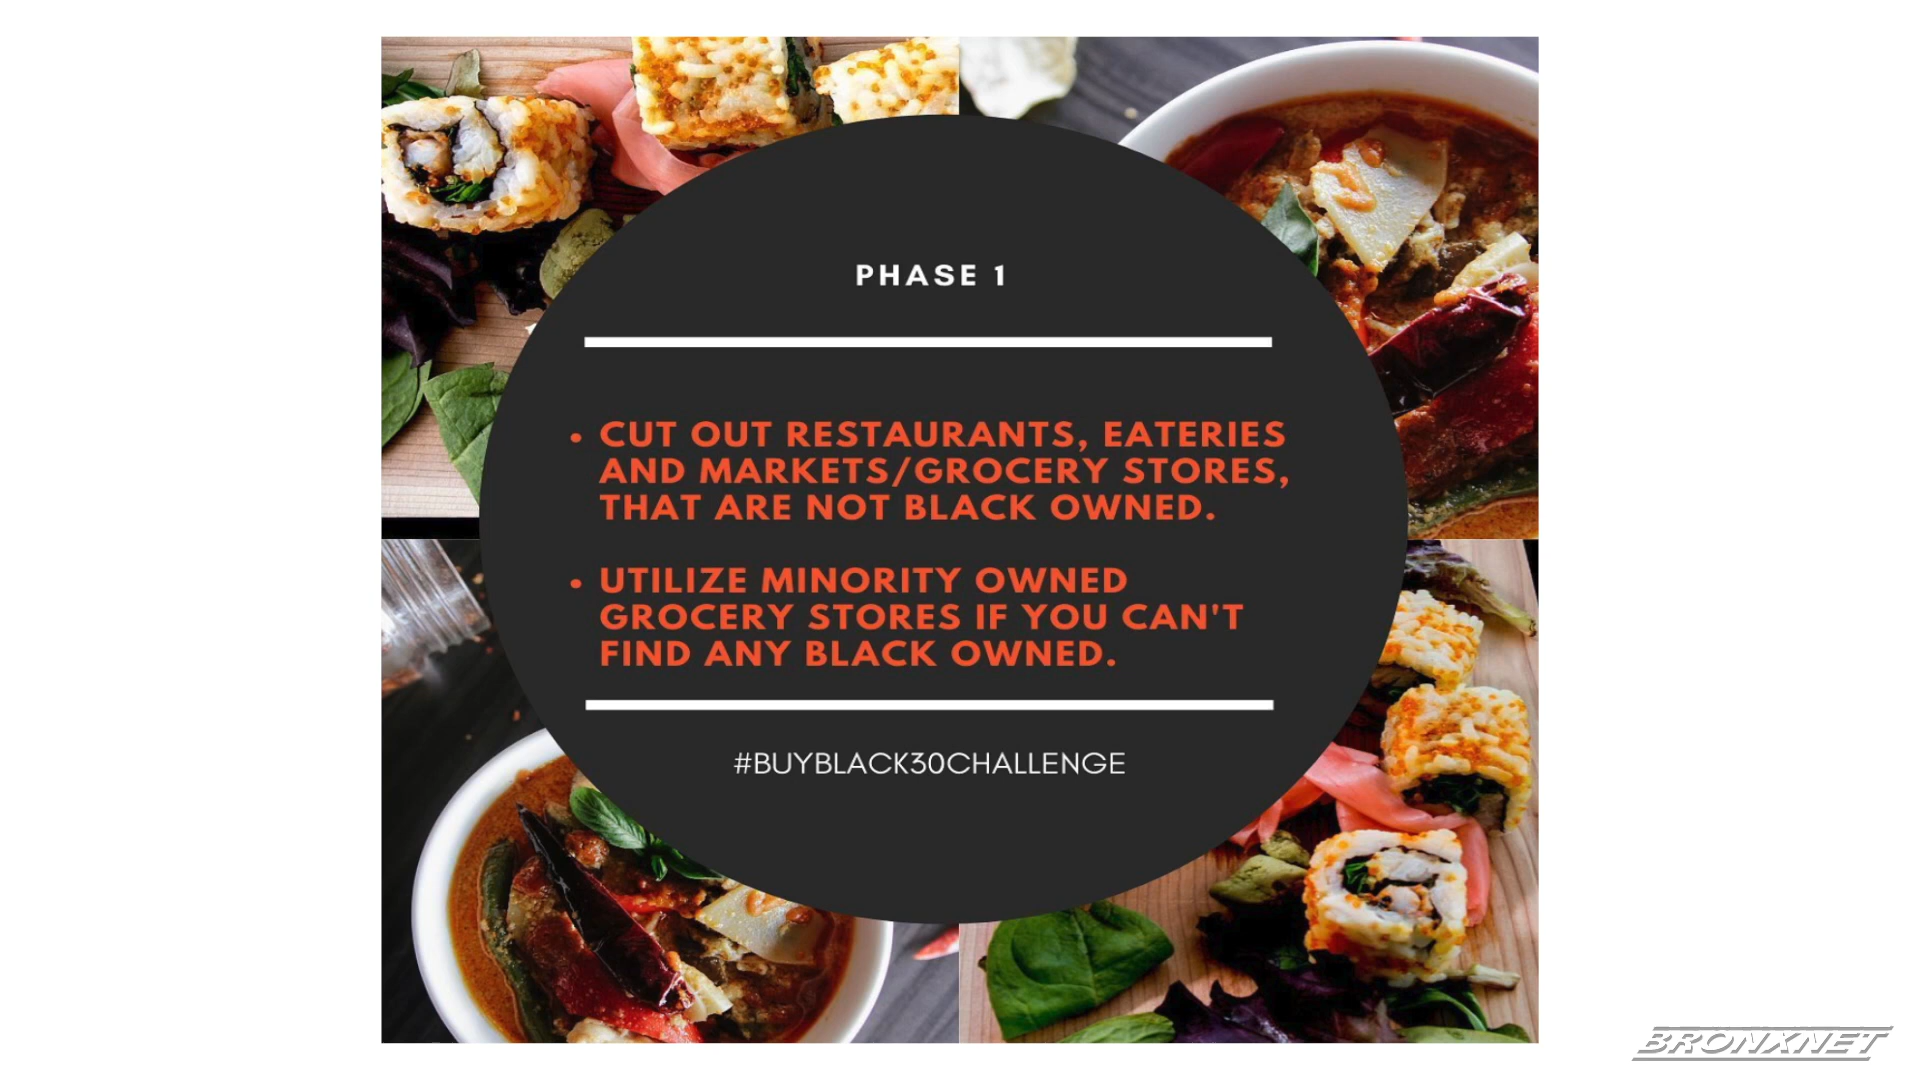 PHASE 1
• CUT OUT RESTAURANTS, EATERIES
AND MARKETS/GROCERY STORES,
THAT ARE NOT BLACK OWNED.
• UTILIZE MINORITY OWNED
GROCERY STORES IF YOU CAN'T
FIND ANY BLACK OWNED.
#BUYBLACK30CHALLENGE
BRONXNET